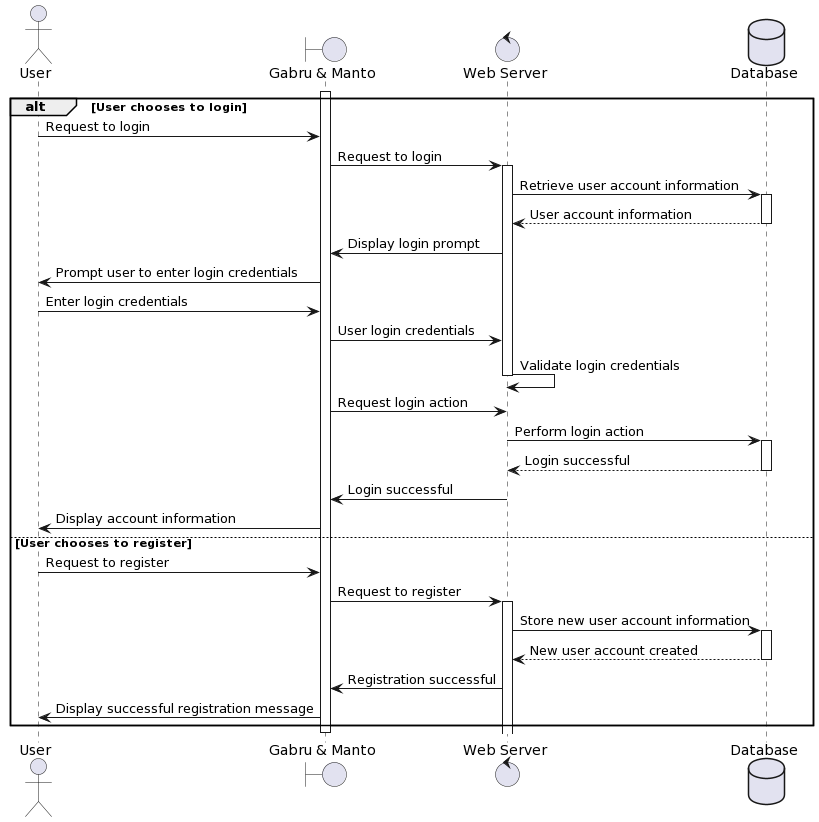 User
Gabru & Manto
Web Server
Database
alt [User chooses to login]
Request to login
Request to login
Retrieve user account information
User account information
Display login prompt
Prompt user to enter login credentials
Enter login credentials
User login credentials
Validate login credentials
Request login action
Perform login action
Login successful
Login successful
Display account information
[User chooses to register]
Request to register
Request to register
Store new user account information
New user account created
Registration successful
Display successful registration message
User
Gabru & Manto
Web Server
Database